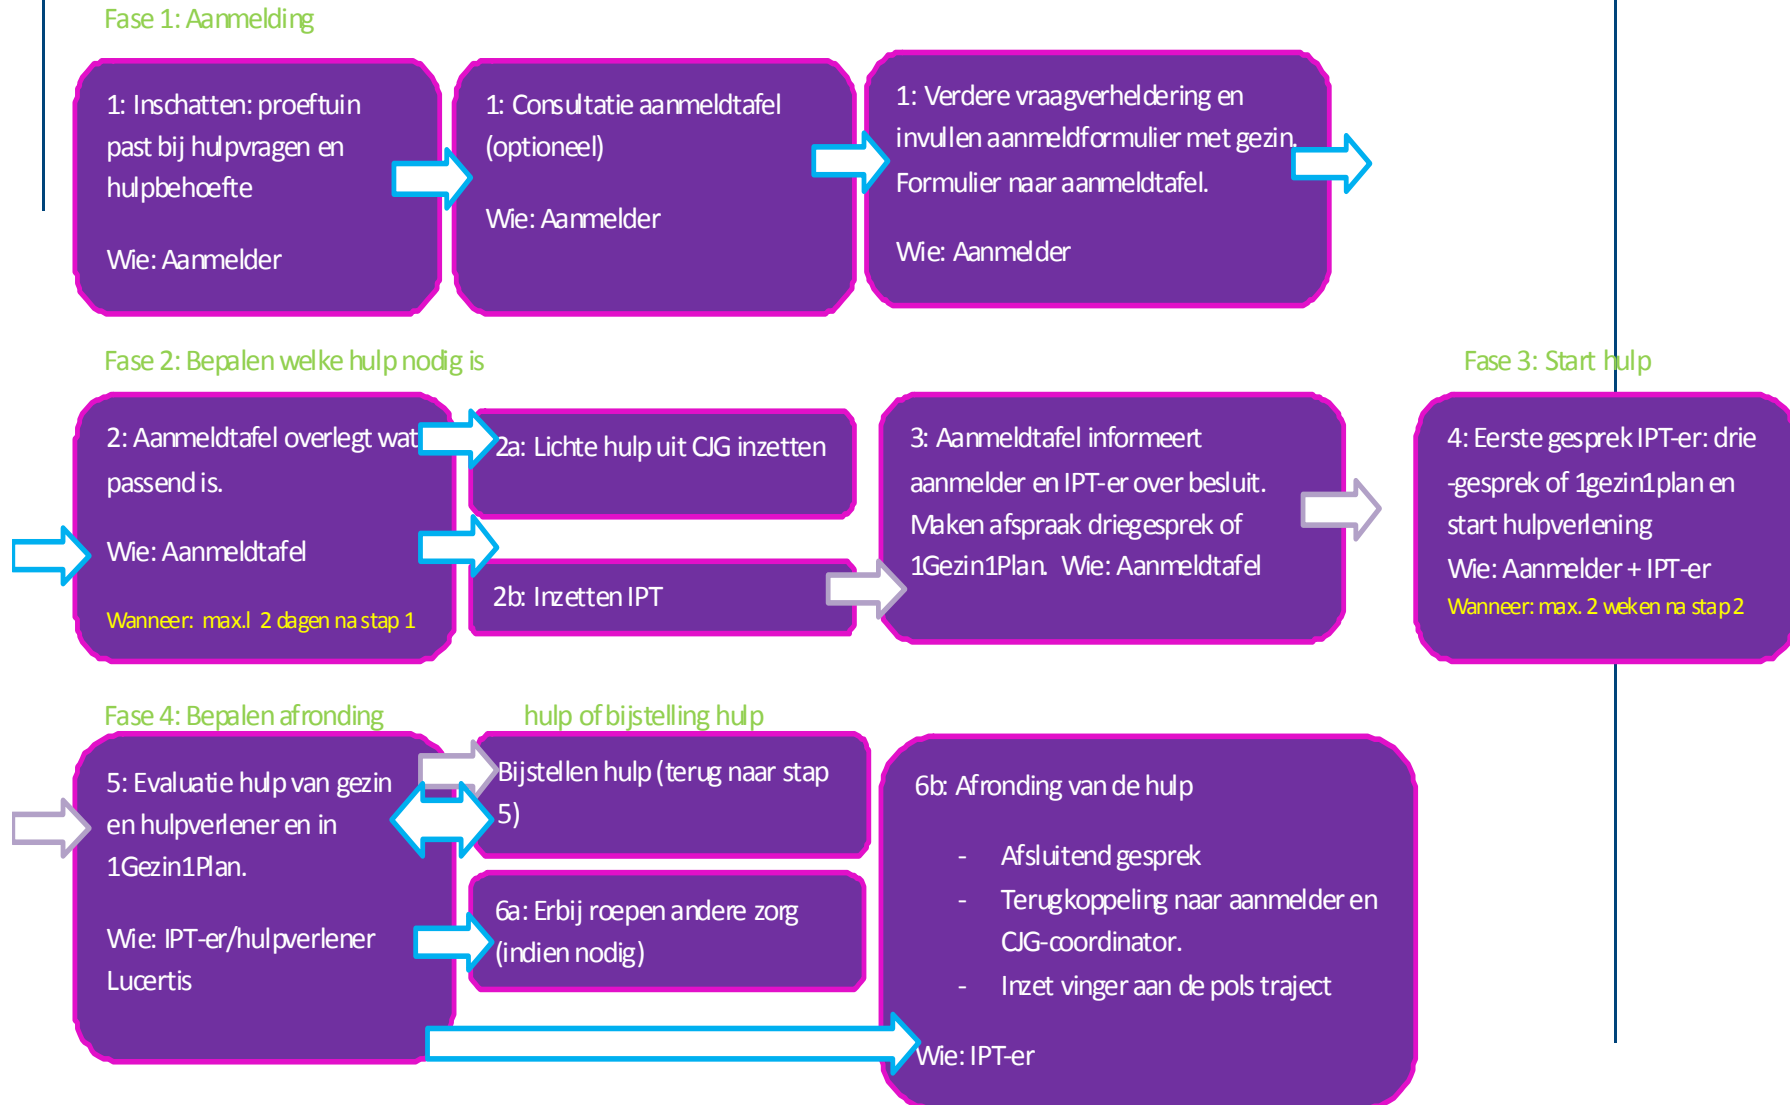 Fase 1: Aanmelding
1: Inschatten: proeftuin
past bij hulpvragen en
hulpbehoefte
Wie: Aanmelder
1: Consultatie aanmeldtafel
(optioneel)
Wie: Aanmelder
1: Verdere vraagverheldering en
invullen aanmeldformulier met gezin.
Formulier naar aanmeldtafel.
Wie: Aanmelder
Fase 2: Bepalen welke hulp nodig is
2: Aanmeldtafel overlegt wat
passend is.
Wie: Aanmeldtafel
Wanneer: max.l 2 dagen na stap 1
2a: Lichte hulp uit CJG inzetten
2b: Inzetten IPT
3: Aanmeldtafel informeert
aanmelder en IPT-er over besluit.
Maken afspraak driegesprek of
1Gezin1Plan. Wie: Aanmeldtafel
Fase 3: Start hulp
4: Eerste gesprek IPT-er: drie
-gesprek of 1gezin1plan en
start hulpverlening
Wie: Aanmelder + IPT-er
Wanneer: max. 2 weken na stap 2
Fase 4: Bepalen afronding hulp of bijstelling hulp
5: Evaluatie hulp van gezin
en hulpverlener en in
1Gezin1Plan.
Wie: IPT-er/hulpverlener
Lucertis
Bijstellen hulp (terug naar stap
5)
6a: Erbij roepen andere zorg
(indien nodig)
6b: Afronding van de hulp
- Afsluitend gesprek
- Terugkoppeling naar aanmelder en
CJG-coordinator.
- Inzet vinger aan de pols traject
Wie: IPT-er